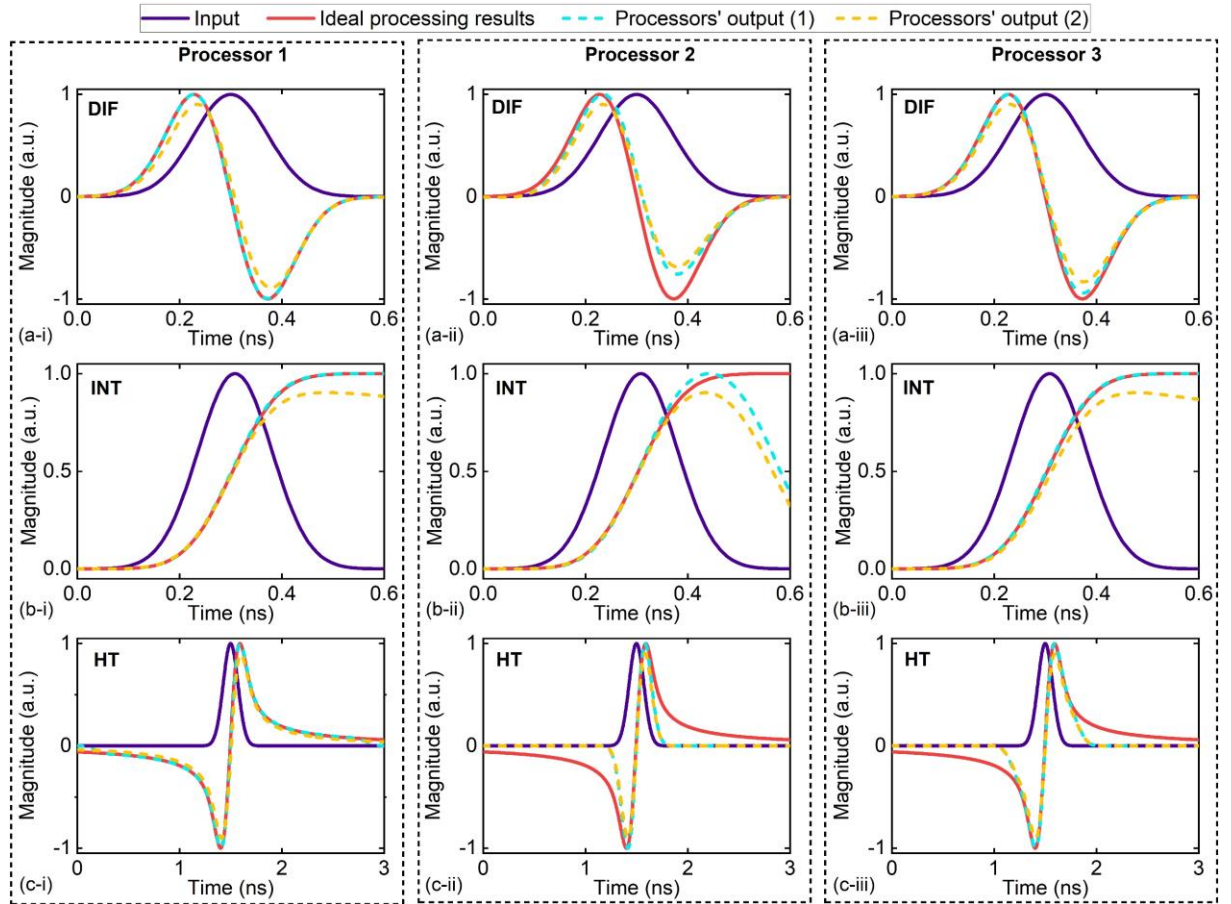 Input Ideal processing results Processors' output (1) Processors' output (2)
Processor 1 Processor 2 Processor 3
DIF DIF DIF
Magnitude (a.u.) Magnitude (a.u.) Magnitude (a.u.)
1 1 1
0 0 0
-1 -1 -1
0.0 0.2 0.4 0.6 0.0 0.2 0.4 0.6 0.0 0.2 0.4 0.6
(a-i) Time (ns) (a-ii) Time (ns) (a-iii) Time (ns)
INT INT INT
Magnitude (a.u.) Magnitude (a.u.) Magnitude (a.u.)
1.0 1.0 1.0
0.5 0.5 0.5
0.0 0.0 0.0
0.0 0.2 0.4 0.6 0.0 0.2 0.4 0.6 0.0 0.2 0.4 0.6
(b-i) Time (ns) (b-ii) Time (ns) (b-iii) Time (ns)
HT HT HT
Magnitude (a.u.) Magnitude (a.u.) Magnitude (a.u.)
1 1 1
0 0 0
-1 -1 -1
0 1 2 3 0 1 2 3 0 1 2 3
(c-i) Time (ns) (c-ii) Time (ns) (c-iii) Time (ns)